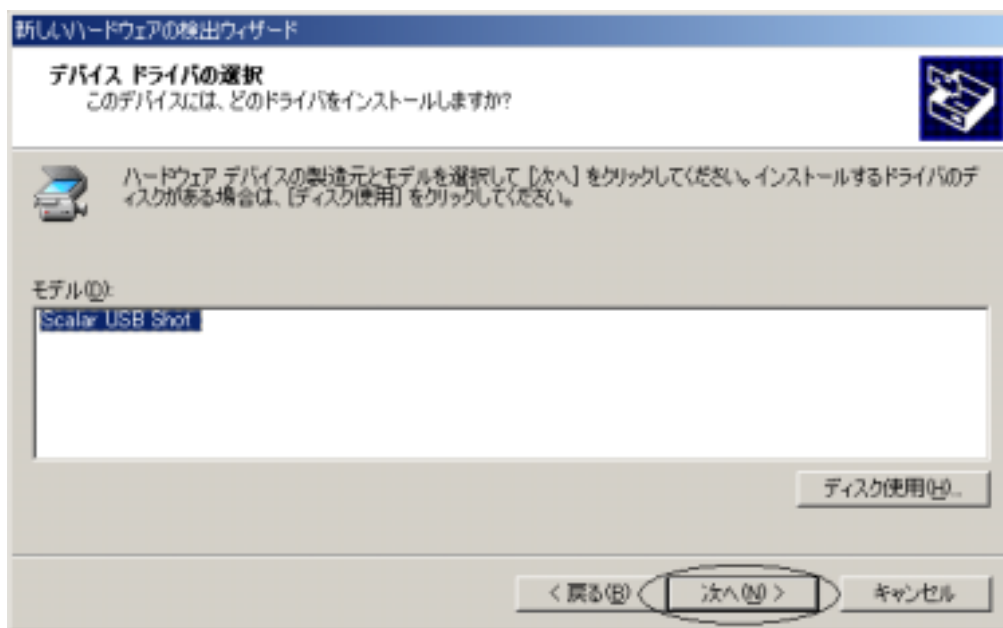 新しいハードウェアの検出ウィザード
デバイス ドライバの選択
このデバイスには、どのドライバをインストールしますか?
ハードウェア デバイスの製造元とモデルを選択して [次へ] をクリックしてください。インストールするドライバのデ
ィスクがある場合は、[ディスク使用] をクリックしてください。
モデル(D):
Scalar USB Shot
ディスク使用(H)...
< 戻る(B)
次へ(N) >
キャンセル